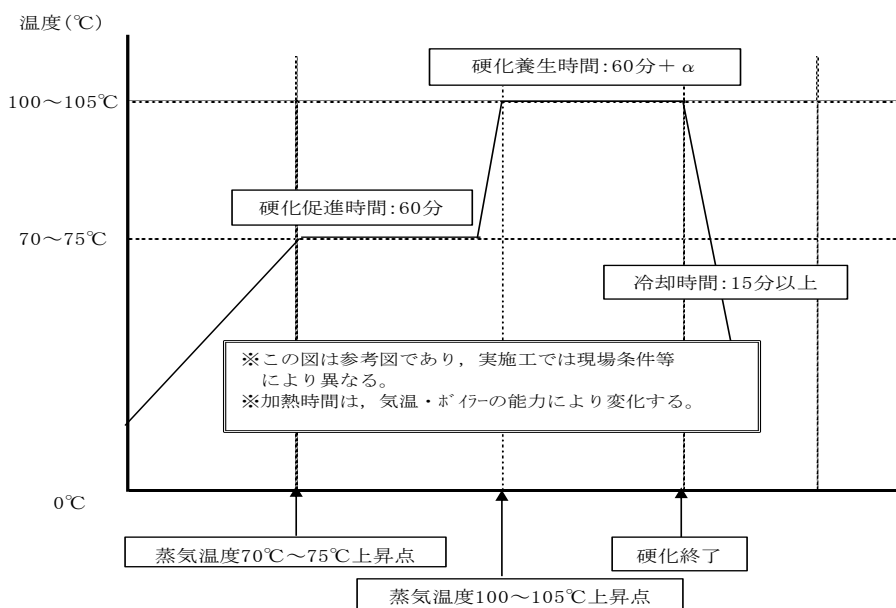 温度(℃)
硬化養生時間:60分+α
100～105℃
硬化促進時間:60分
70～75℃
冷却時間:15分以上
※この図は参考図であり，実施工では現場条件等
により異なる。
※加熱時間は，気温・ﾎﾞｲﾗｰの能力により変化する。
0℃
蒸気温度70℃～75℃上昇点
硬化終了
蒸気温度100～105℃上昇点